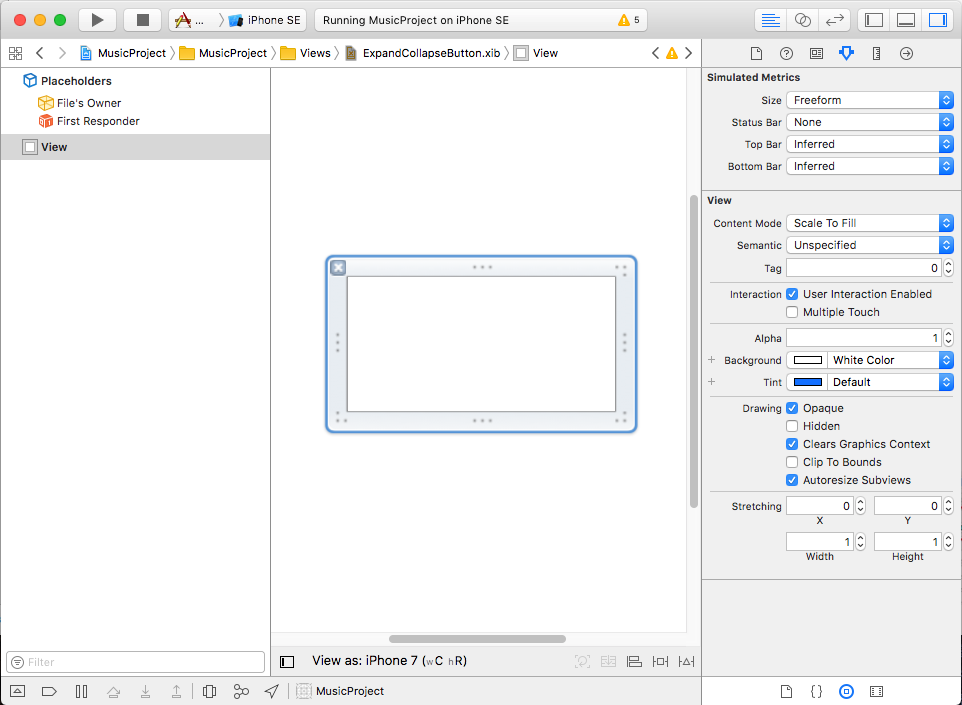 ... iPhone SE Running MusicProject on iPhone SE 5
MusicProject MusicProject Views ExpandCollapseButton.xib View
Placeholders
File's Owner
First Responder
View
Simulated Metrics
Size Freeform
Status Bar None
Top Bar Inferred
Bottom Bar Inferred
View
Content Mode Scale To Fill
Semantic Unspecified
Tag 0
Interaction User Interaction Enabled
Multiple Touch
Alpha 1
Background White Color
Tint Default
Drawing Opaque
Hidden
Clears Graphics Context
Clip To Bounds
Autoresize Subviews
Stretching 0 0
X Y
1 1
Width Height
Filter
View as: iPhone 7 (wC hR)
MusicProject